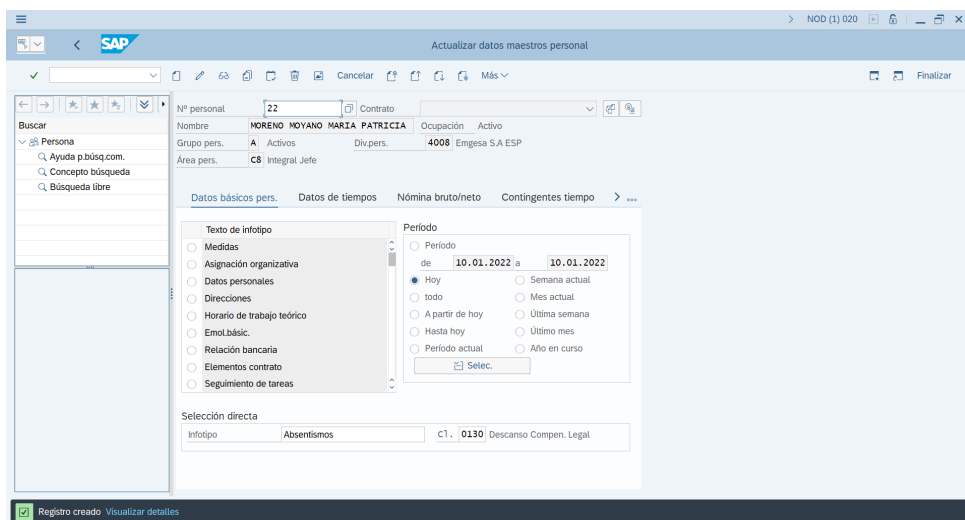 NOD (1) 020
SAP
Actualizar datos maestros personal
Cancelar Más Finalizar
Nº personal 22 Contrato
Buscar
Nombre MORENO MOYANO MARIA PATRICIA Ocupación Activo
Persona
Grupo pers. A Activos Div.pers. 4008 Emgesa S.A ESP
Ayuda p.búsq.com.
Área pers. C8 Integral Jefe
Concepto búsqueda
Búsqueda libre
Datos básicos pers. Datos de tiempos Nómina bruto/neto Contingentes tiempo
Texto de infotipo
Medidas
Asignación organizativa
Datos personales
Direcciones
Horario de trabajo teórico
Emol.básic.
Relación bancaria
Elementos contrato
Seguimiento de tareas
Período
Período
de 10.01.2022 a 10.01.2022
Hoy Semana actual
todo Mes actual
A partir de hoy Última semana
Hasta hoy Último mes
Período actual Año en curso
Selec.
Selección directa
Infotipo Absentismos Cl. 0130 Descanso Compen. Legal
Registro creado Visualizar detalles